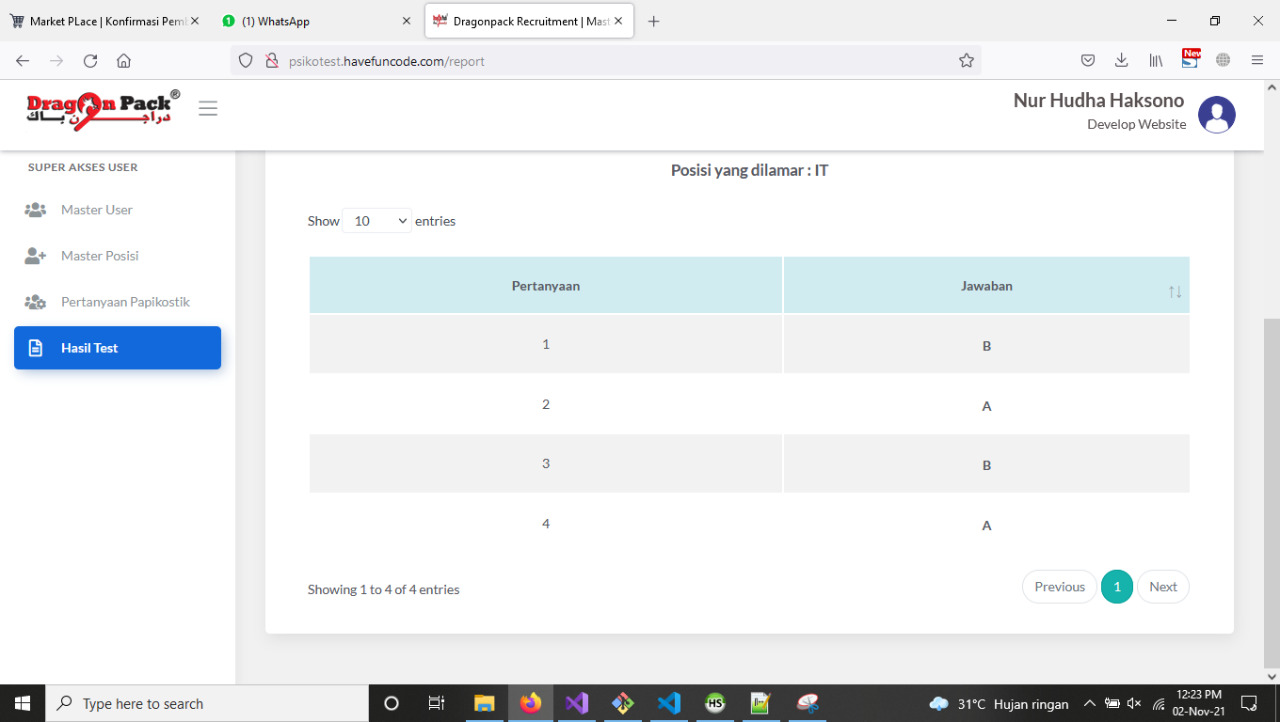 Market PLace | Konfirmasi Pem
(1) WhatsApp
Dragonpack Recruitment | Mast
psikotest.havefuncode.com/report
New
Dragon Pack®
دراجون باك
Nur Hudha Haksono
Develop Website
SUPER AKSES USER
Master User
Master Posisi
Pertanyaan Papikostik
Hasil Test
Posisi yang dilamar : IT
Show 10 entries
Pertanyaan Jawaban
1 B
2 A
3 B
4 A
Showing 1 to 4 of 4 entries
Previous 1 Next
Type here to search
HS
31°C Hujan ringan
12:23 PM
02-Nov-21